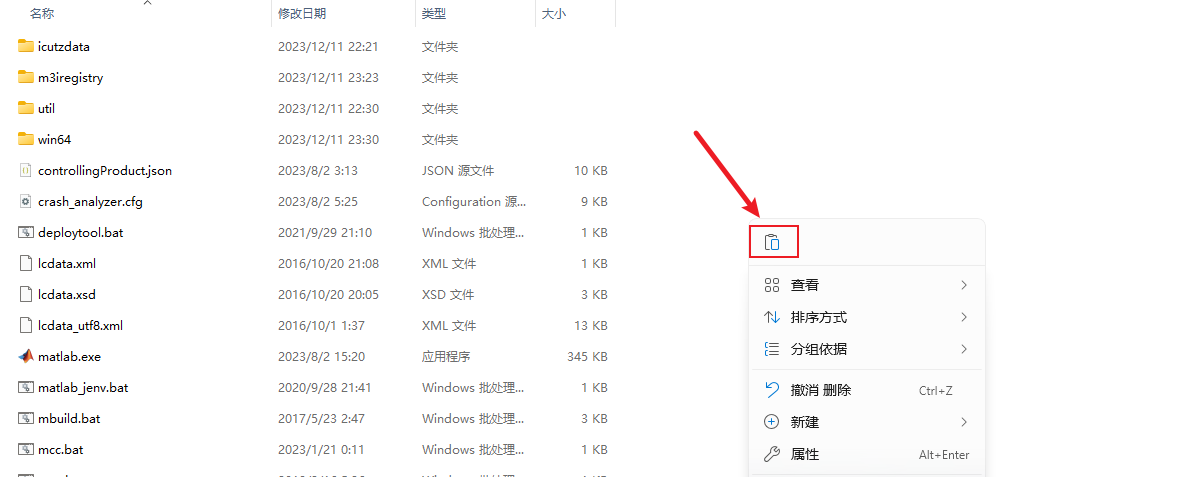 名称 修改日期 类型 大小
icutzdata 2023/12/11 22:21 文件夹
m3iregistry 2023/12/11 23:23 文件夹
util 2023/12/11 22:30 文件夹
win64 2023/12/11 23:30 文件夹
controllingProduct.json 2023/8/2 3:13 JSON 源文件 10 KB
crash_analyzer.cfg 2023/8/2 5:25 Configuration 源... 9 KB
deploytool.bat 2021/9/29 21:10 Windows 批处理... 1 KB
lcdata.xml 2016/10/20 21:08 XML 文件 1 KB
lcdata.xsd 2016/10/20 20:05 XSD 文件 3 KB
lcdata_utf8.xml 2016/10/1 1:37 XML 文件 13 KB
matlab.exe 2023/8/2 15:20 应用程序 345 KB
matlab_jenv.bat 2020/9/28 21:41 Windows 批处理... 1 KB
mbuild.bat 2017/5/23 2:47 Windows 批处理... 3 KB
mcc.bat 2023/1/21 0:11 Windows 批处理... 1 KB
查看
排序方式
分组依据
撤消 删除 Ctrl+Z
新建
属性 Alt+Enter